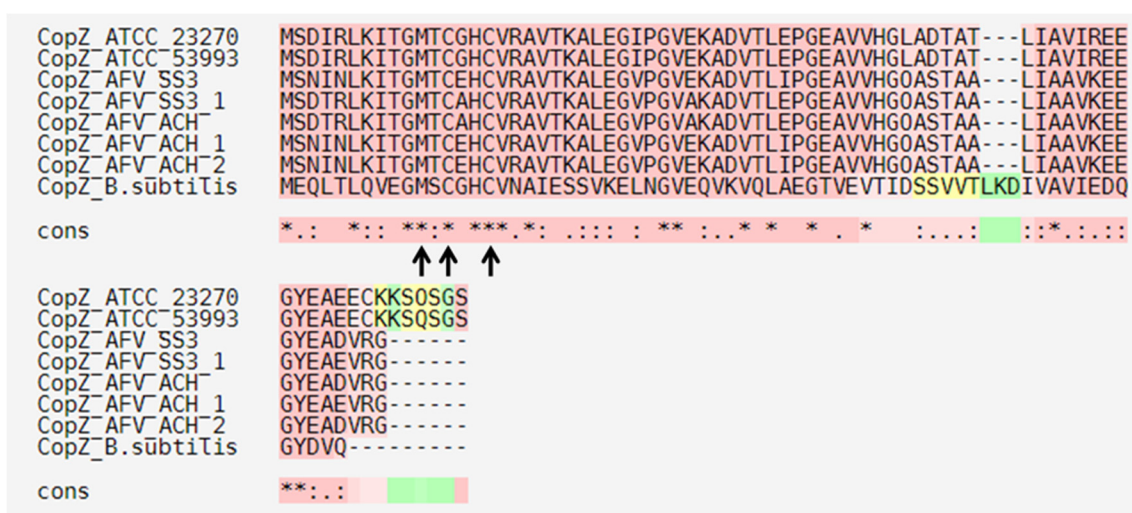 CopZ_ATCC_23270 MSDIRLKITGMTCGHCVRAVTKALEGIPGVEKADVTLEPGEAVVHGLADTAT---LIAVIREE
CopZ_ATCC_53993 MSDIRLKITGMTCGHCVRAVTKALEGIPGVEKADVTLEPGEAVVHGLADTAT---LIAVIREE
CopZ_AFV_SS3 MSNINLKITGMTCEHCVRAVTKALEGVPGVEKADVTLIPGEAVVHGQASTAA---LIAAVKEE
CopZ_AFV_SS3_1 MSDTRLKITGMTCAHCVRAVTKALEGVPGVAKADVTLEPGEAVVHGQASTAA---LIAAVKEE
CopZ_AFV_ACH MSDTRLKITGMTCAHCVRAVTKALEGVPGVAKADVTLEPGEAVVHGQASTAA---LIAAVKEE
CopZ_AFV_ACH_1 MSNINLKITGMTCEHCVRAVTKALEGVPGVEKADVTLIPGEAVVHGQASTAA---LIAAVKEE
CopZ_AFV_ACH_2 MSNINLKITGMTCEHCVRAVTKALEGVPGVEKADVTLIPGEAVVHGQASTAA---LIAAVKEE
CopZ_B.subtilis MEQLTLQVEGMSCGHCVNAIESSVKELNGVEQVKVQLAEGTVEVTIDSSVVTLKDIVAVIEDQ
cons *.: *:: **:* ***.*: .::: : ** :..* * * . * :...: ::*.:.::
CopZ_ATCC_23270 GYEAEECKKSQSGS
CopZ_ATCC_53993 GYEAEECKKSQSGS
CopZ_AFV_SS3 GYEADVRG------
CopZ_AFV_SS3_1 GYEAEVRG------
CopZ_AFV_ACH GYEADVRG------
CopZ_AFV_ACH_1 GYEAEVRG------
CopZ_AFV_ACH_2 GYEADVRG------
CopZ_B.subtilis GYDVQ---------
cons **:.: